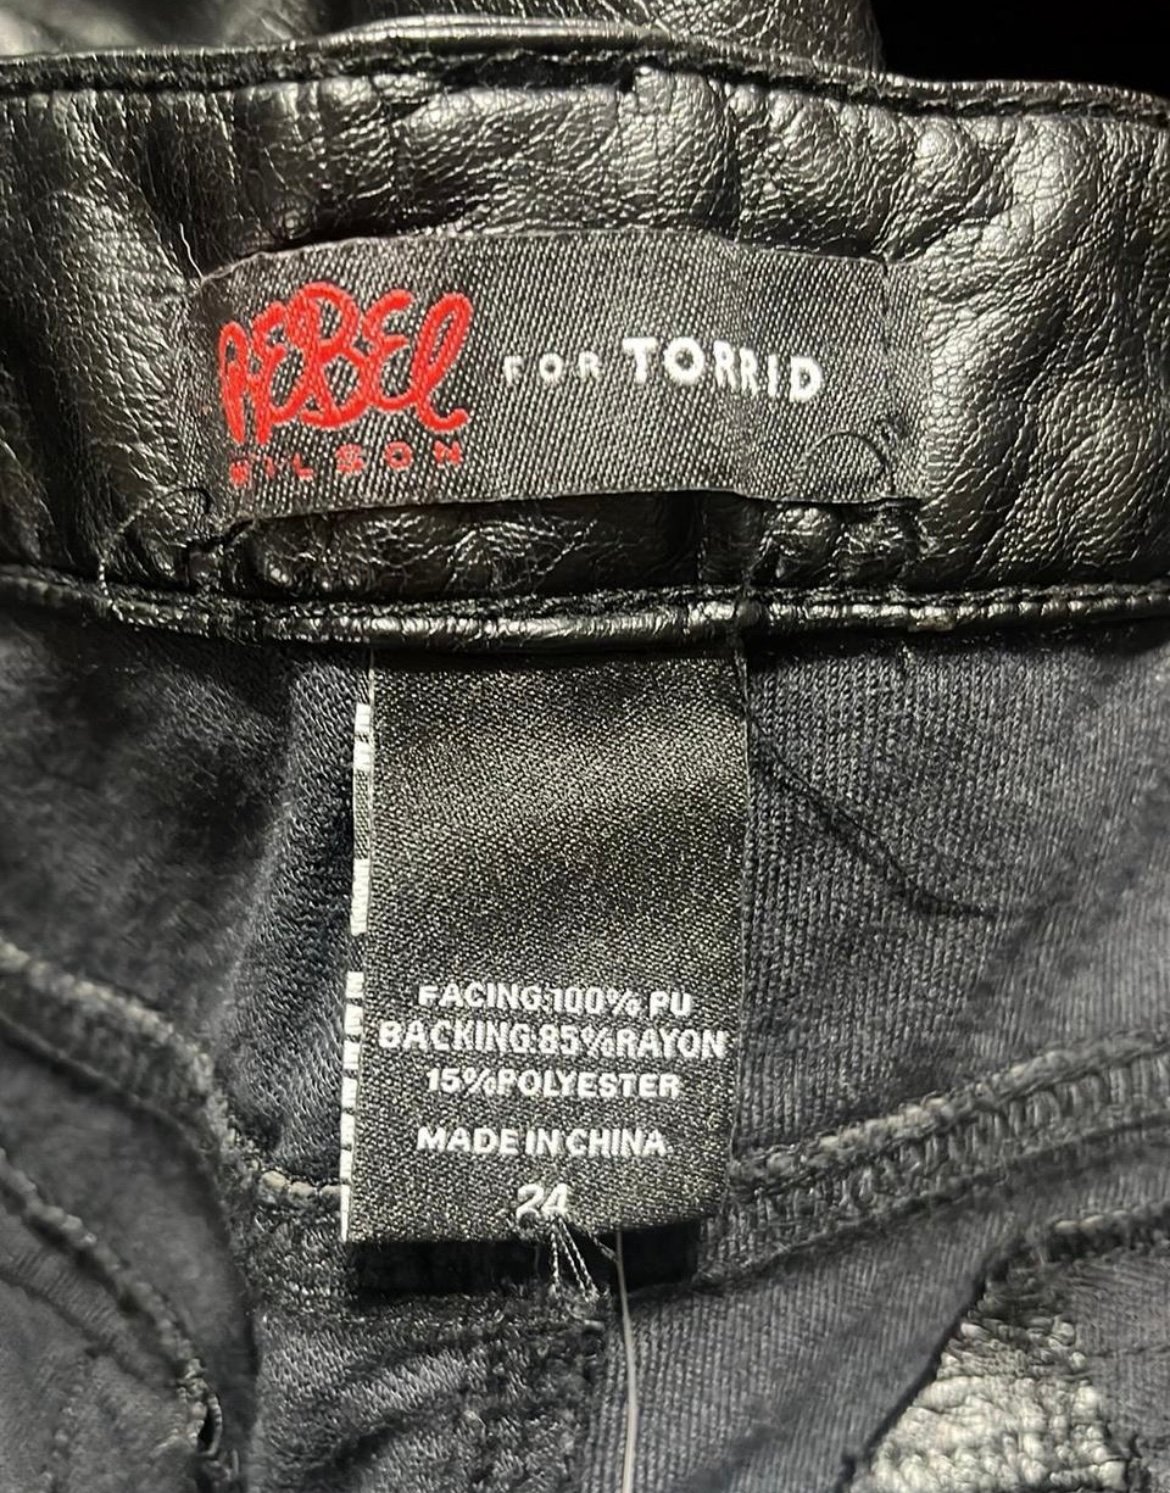 REBEL FOR TORRID
WILSON
FACING:100% PU
BACKING:85%RAYON
15%POLYESTER
MADE IN CHINA
24